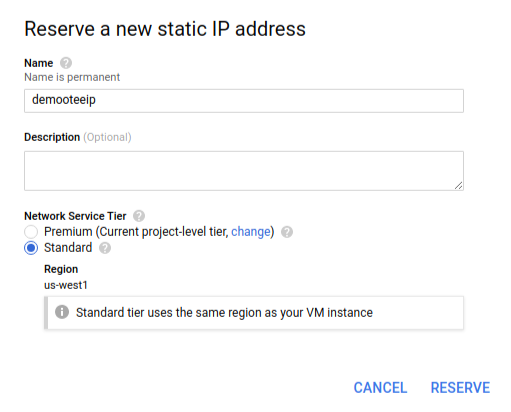 Reserve a new static IP address
Name
Name is permanent
demooteeip
Description (Optional)
Network Service Tier
Premium (Current project-level tier, change)
Standard
Region
us-west1
Standard tier uses the same region as your VM instance
CANCEL RESERVE